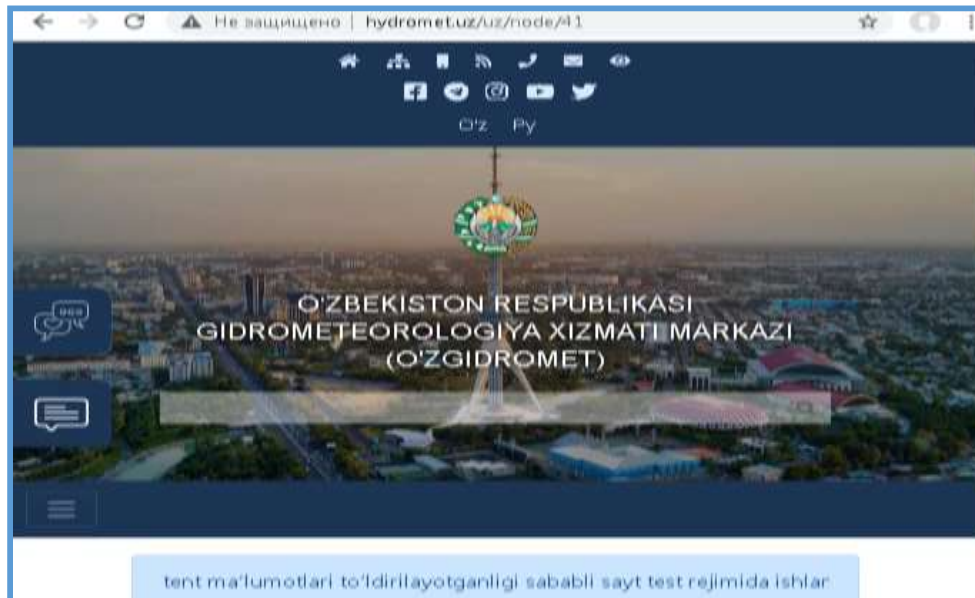 Не защищено | hydromet.uz/uz/node/41
O'z Ру
O'ZBEKISTON RESPUBLIKASI
GIDROMETEOROLOGIYA XIZMATI MARKAZI
(O'ZGIDROMET)
tent ma'lumotlari to'ldirilayotganligi sababli sayt test rejimida ishlar